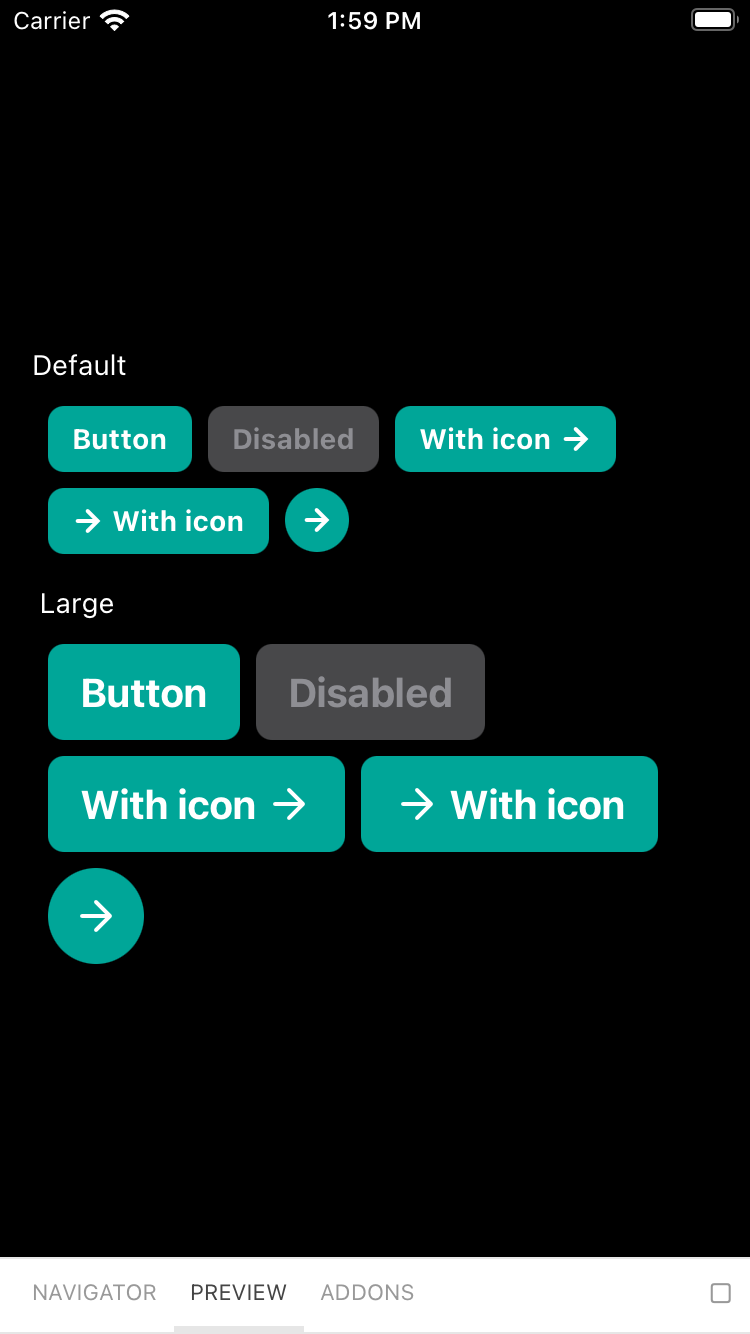 Carrier 1:59 PM
Default
Button Disabled With icon
With icon
Large
Button Disabled
With icon With icon
NAVIGATOR PREVIEW ADDONS